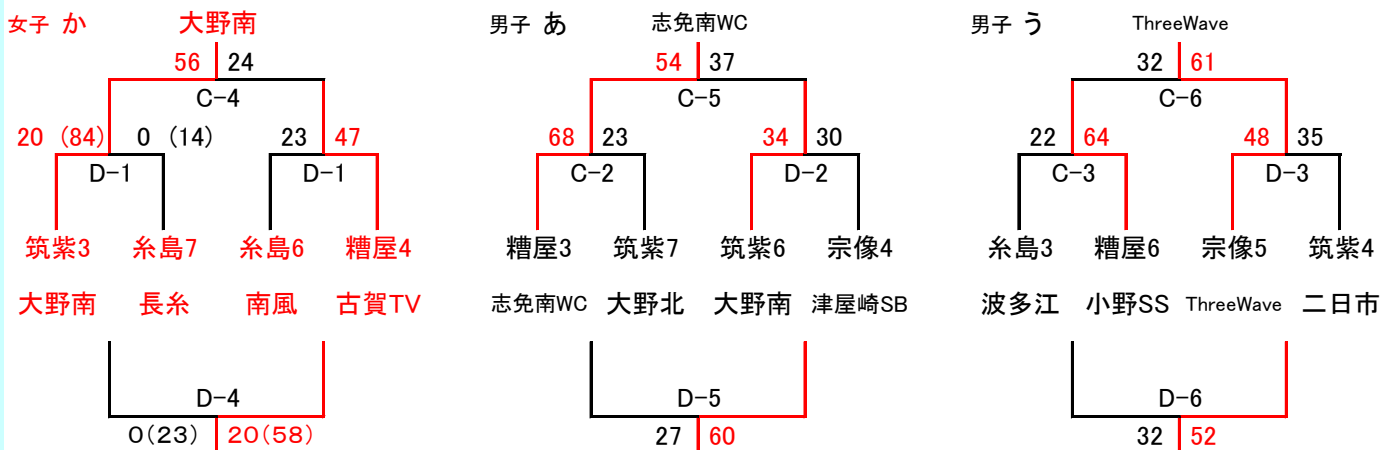 女子 か 大野南 男子 あ 志免南WC 男子 う ThreeWave
56 24 54 37 32 61
C-4 C-5 C-6
20 (84) 0 (14) 23 47 68 23 34 30 22 64 48 35
D-1 D-1 C-2 D-2 C-3 D-3
筑紫3 糸島7 糸島6 糟屋4 糟屋3 筑紫7 筑紫6 宗像4 糸島3 糟屋6 宗像5 筑紫4
大野南 長糸 南風 古賀TV 志免南WC 大野北 大野南 津屋崎SB 波多江 小野SS ThreeWave 二日市
D-4 D-5 D-6
0(23) 20(58) 27 60 32 52